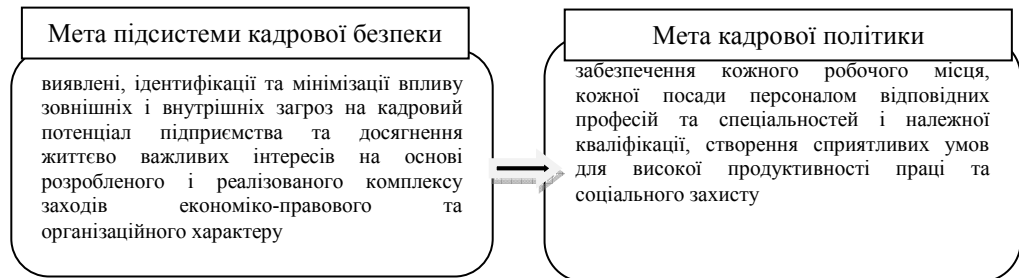 Мета підсистеми кадрової безпеки
виявлені, ідентифікації та мінімізації впливу
зовнішніх і внутрішніх загроз на кадровий
потенціал підприємства та досягнення
життєво важливих інтересів на основі
розробленого і реалізованого комплексу
заходів економіко-правового та
організаційного характеру
Мета кадрової політики
забезпечення кожного робочого місця,
кожної посади персоналом відповідних
професій та спеціальностей і належної
кваліфікації, створення сприятливих умов
для високої продуктивності праці та
соціального захисту